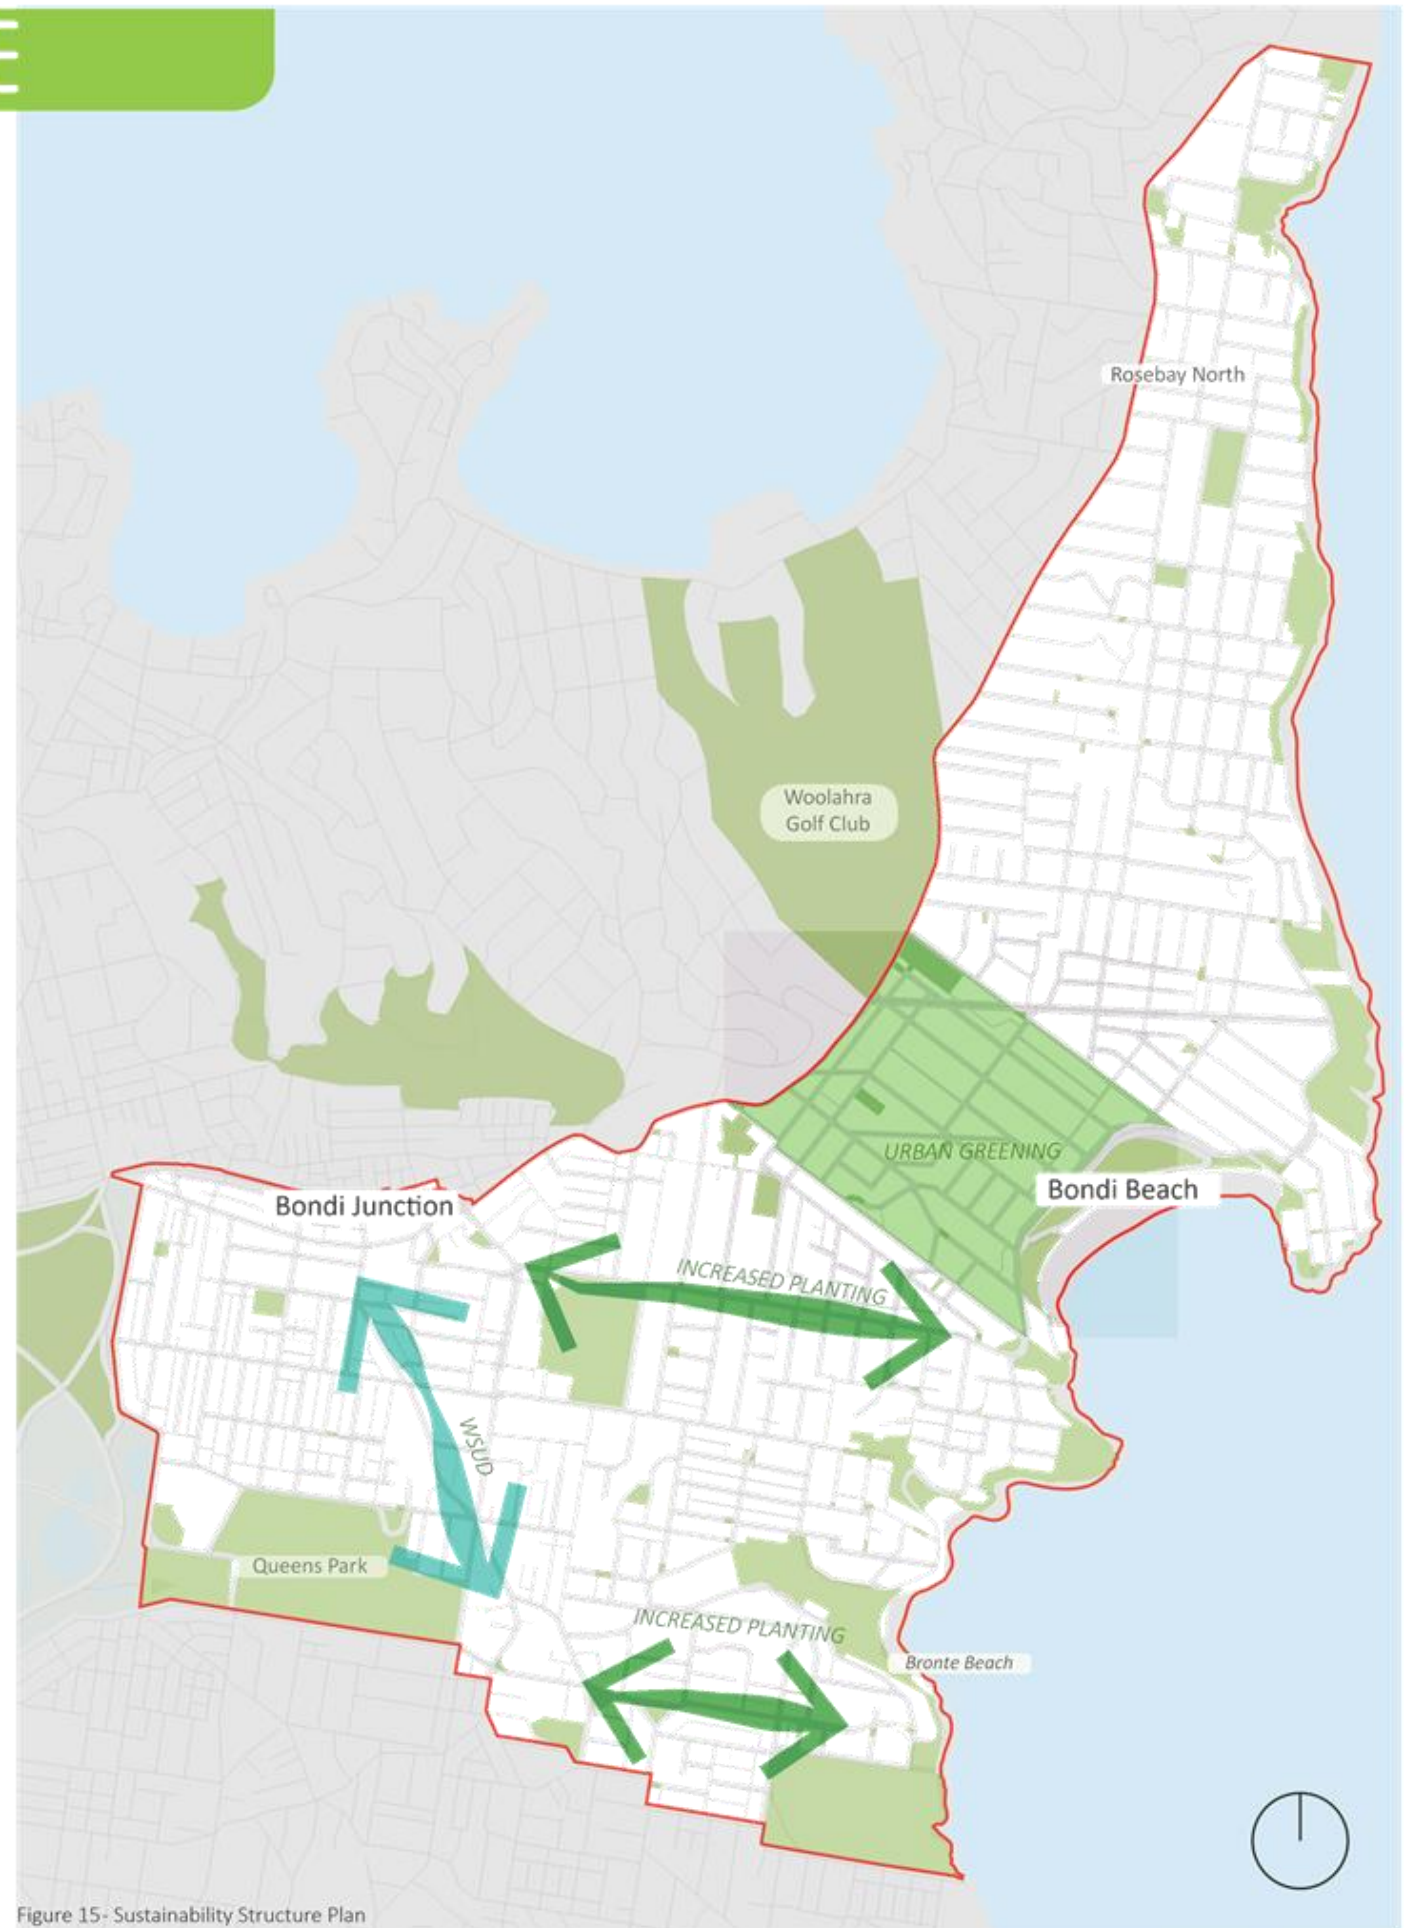 Rosebay North
Woolahra
Golf Club
URBAN GREENING
Bondi Beach
Bondi Junction
INCREASED PLANTING
WSUD
Queens Park
INCREASED PLANTING
Bronte Beach
Figure 15- Sustainability Structure Plan